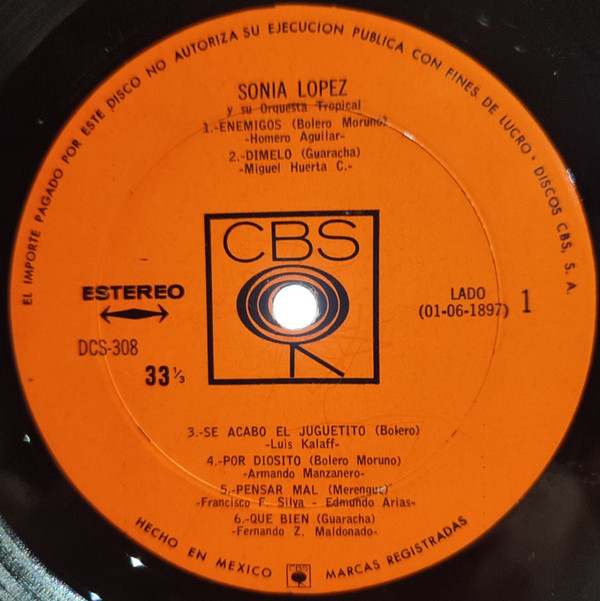 EL IMPORTE PAGADO POR ESTE DISCO NO AUTORIZA SU EJECUCION PUBLICA CON FINES DE LUCRO · DISCOS CBS, S. A.
SONIA LOPEZ
y su Orquesta Tropical
1.-ENEMIGOS (Bolero Moruno)
-Homero Aguilar-
2.-DIMELO (Guaracha)
-Miguel Huerta C.-
CBS
ESTEREO
LADO 1
(01-06-1897)
DCS-308
33⅓
3.-SE ACABO EL JUGUETITO (Bolero)
-Luis Kalaff-
4.-POR DIOSITO (Bolero Moruno)
-Armando Manzanero-
5.-PENSAR MAL (Merengue)
-Francisco F. Silva - Edmundo Arias-
6.-QUE BIEN (Guaracha)
-Fernando Z. Maldonado-
HECHO EN MEXICO
CBS
MARCAS REGISTRADAS